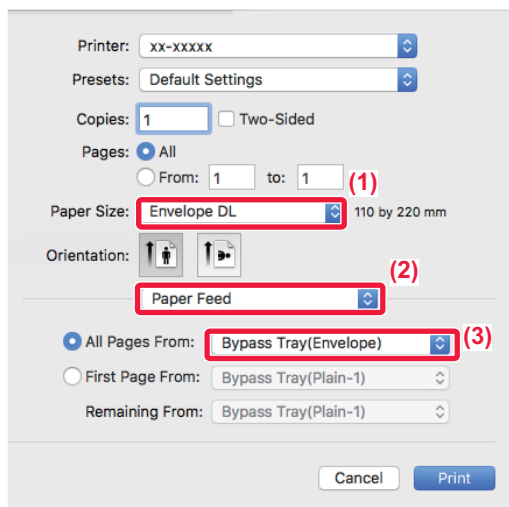 Printer: xx-xxxxx
Presets: Default Settings
Copies: 1 Two-Sided
Pages: All
From: 1 to: 1
(1)
Paper Size: Envelope DL 110 by 220 mm
Orientation:
(2)
Paper Feed
All Pages From: Bypass Tray(Envelope) (3)
First Page From: Bypass Tray(Plain-1)
Remaining From: Bypass Tray(Plain-1)
Cancel Print